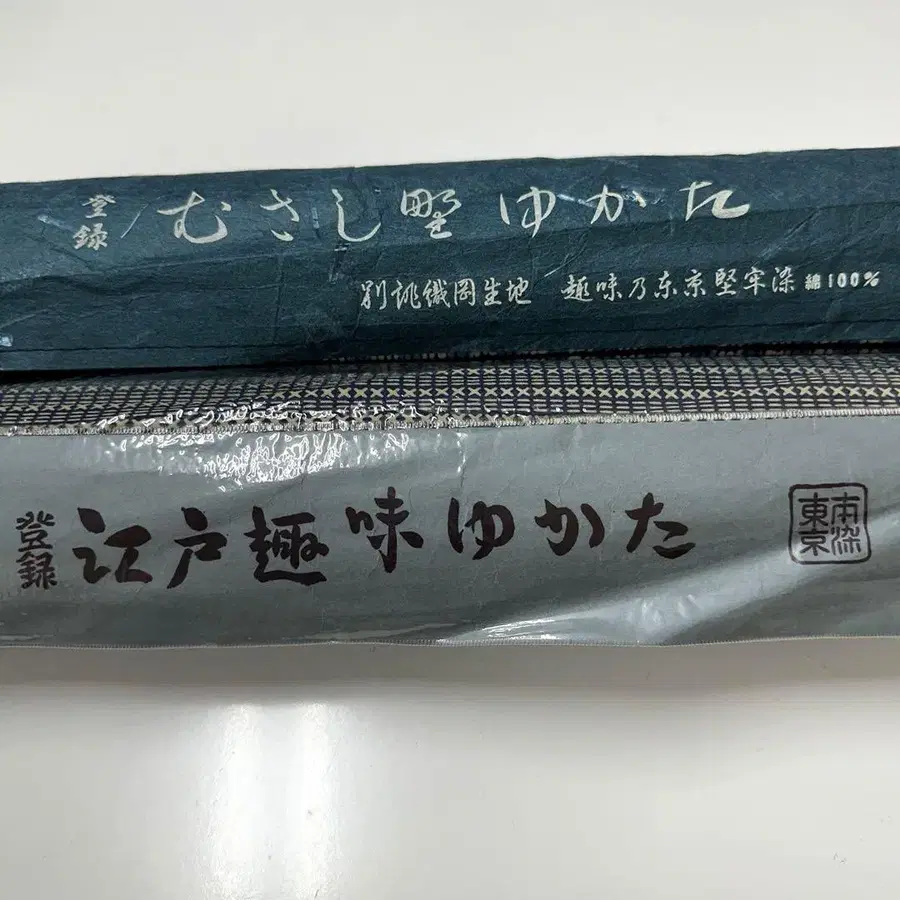 登録 むさし野ゆかた
別誂織岡生地 趣味乃东京堅牢染 綿100%
登録 江戸趣味ゆかた
東京本染